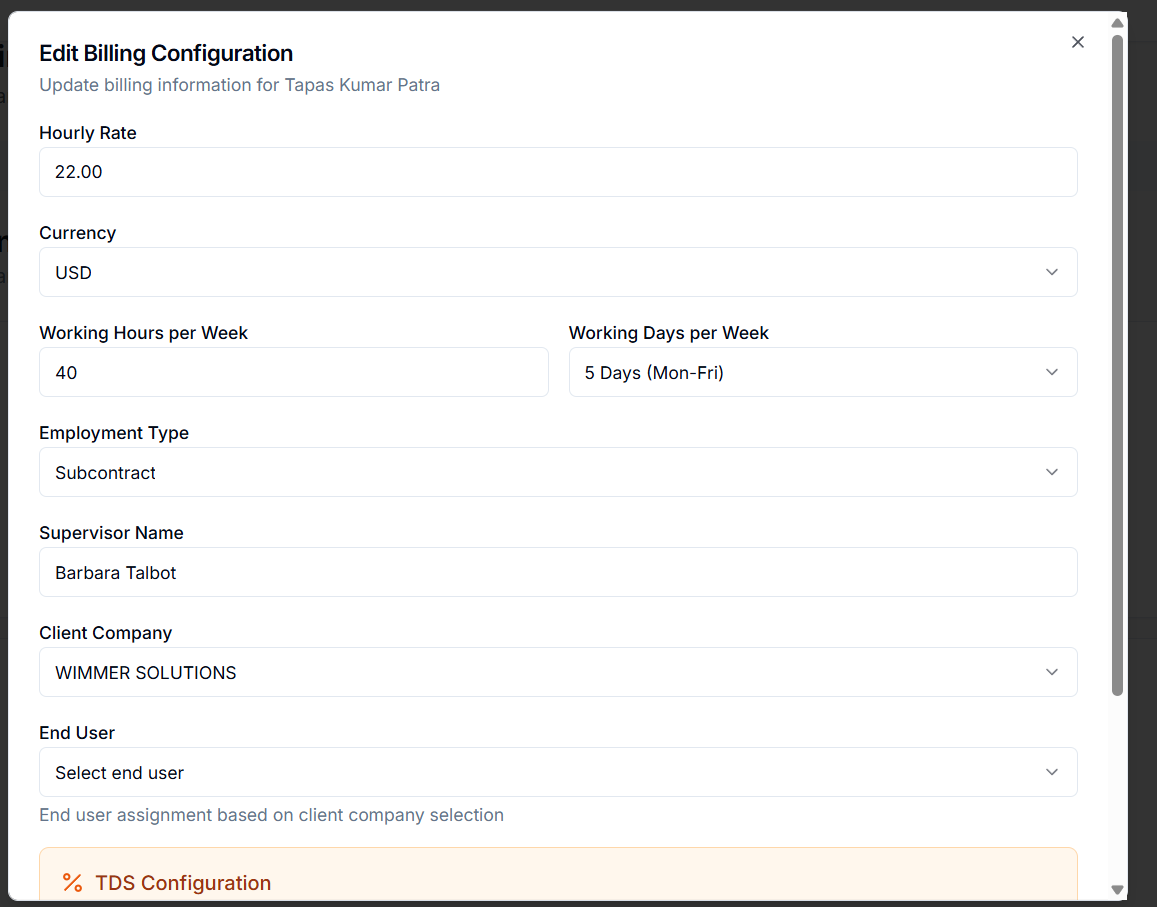 Edit Billing Configuration
Update billing information for Tapas Kumar Patra
Hourly Rate
22.00
Currency
USD
Working Hours per Week
Working Days per Week
40
5 Days (Mon-Fri)
Employment Type
Subcontract
Supervisor Name
Barbara Talbot
Client Company
WIMMER SOLUTIONS
End User
Select end user
End user assignment based on client company selection
% TDS Configuration